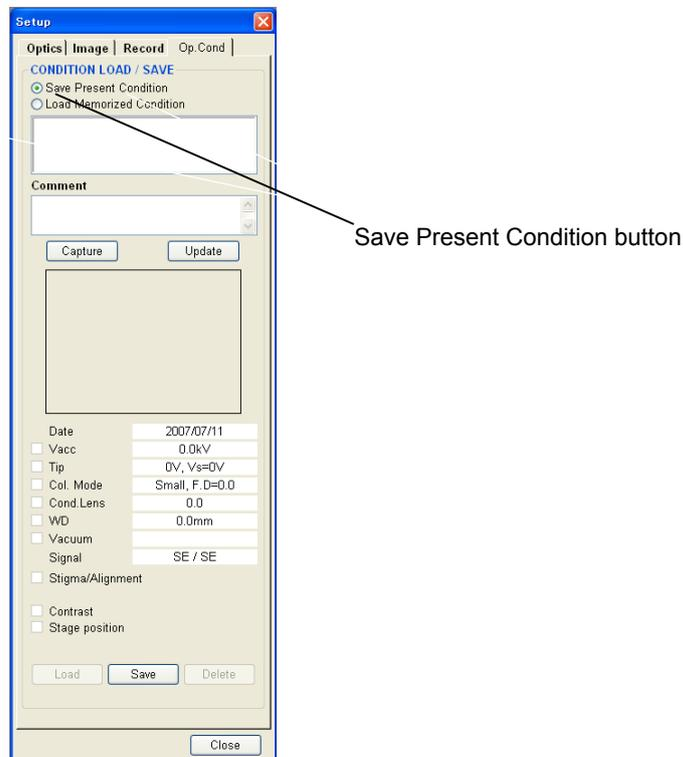 Setup
Optics Image Record Op.Cond
CONDITION LOAD / SAVE
Save Present Condition
Load Memorized Condition
Comment
Capture Update
Save Present Condition button
Date 2007/07/11
Vacc 0.0kV
Tip 0V, Vs=0V
Col. Mode Small, F.D=0.0
Cond.Lens 0.0
WD 0.0mm
Vacuum
Signal SE / SE
Stigma/Alignment
Contrast
Stage position
Load Save Delete
Close